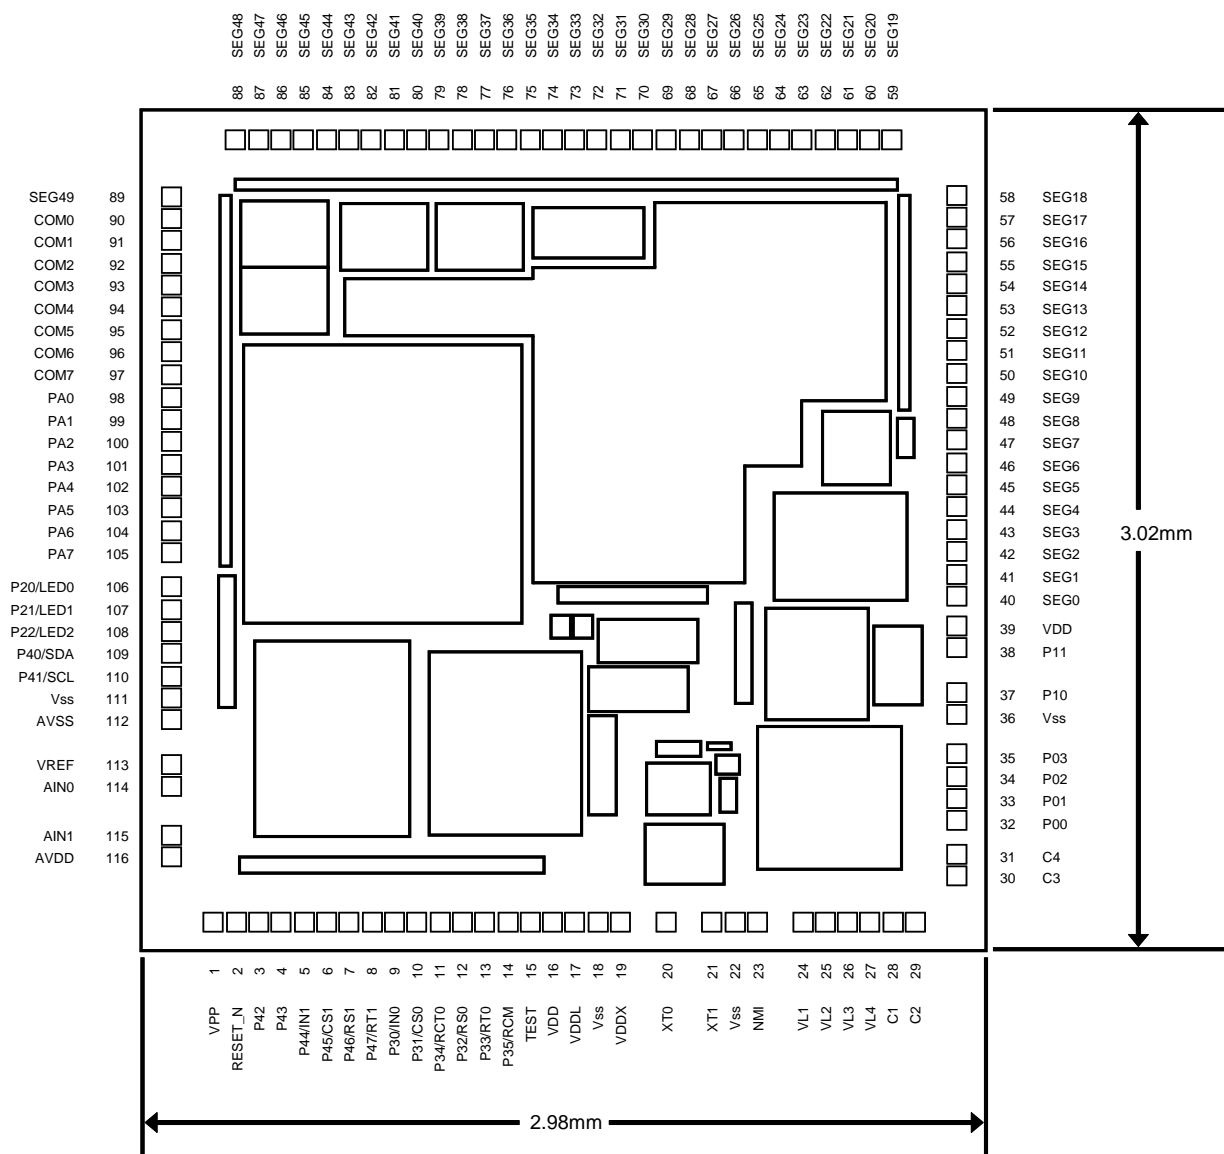 SEG48 SEG47 SEG46 SEG45 SEG44 SEG43 SEG42 SEG41 SEG40 SEG39 SEG38 SEG37 SEG36 SEG35 SEG34 SEG33 SEG32 SEG31 SEG30 SEG29 SEG28 SEG27 SEG26 SEG25 SEG24 SEG23 SEG22 SEG21 SEG20 SEG19
88 87 86 85 84 83 82 81 80 79 78 77 76 75 74 73 72 71 70 69 68 67 66 65 64 63 62 61 60 59
SEG49 89
COM0 90
COM1 91
COM2 92
COM3 93
COM4 94
COM5 95
COM6 96
COM7 97
PA0 98
PA1 99
PA2 100
PA3 101
PA4 102
PA5 103
PA6 104
PA7 105
P20/LED0 106
P21/LED1 107
P22/LED2 108
P40/SDA 109
P41/SCL 110
Vss 111
AVSS 112
VREF 113
AIN0 114
AIN1 115
AVDD 116
58 SEG18
57 SEG17
56 SEG16
55 SEG15
54 SEG14
53 SEG13
52 SEG12
51 SEG11
50 SEG10
49 SEG9
48 SEG8
47 SEG7
46 SEG6
45 SEG5
44 SEG4
43 SEG3
42 SEG2
41 SEG1
40 SEG0
39 VDD
38 P11
37 P10
36 Vss
35 P03
34 P02
33 P01
32 P00
31 C4
30 C3
3.02mm
1 2 3 4 5 6 7 8 9 10 11 12 13 14 15 16 17 18 19 20 21 22 23 24 25 26 27 28 29
VPP RESET_N P42 P43 P44/IN1 P45/CS1 P46/RS1 P47/RT1 P30/IN0 P31/CS0 P34/RCT0 P32/RS0 P33/RT0 P35/RCM TEST VDD VDDL Vss VDDX XT0 XT1 Vss NMI VL1 VL2 VL3 VL4 C1 C2
2.98mm